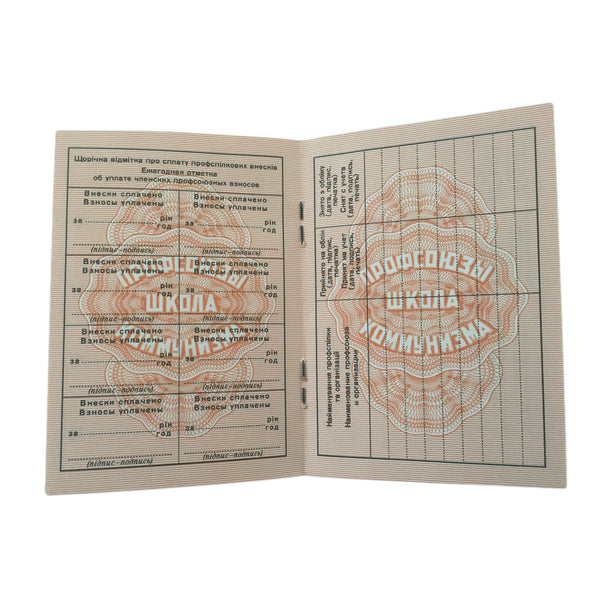 Щорічна відмітка про сплату профспілкових внесків
Ежегодная отметка
об уплате членских профсоюзных взносов
Внески сплачено Внески сплачено
Взносы уплачены Взносы уплачены
за рік за рік
год год
(підпис–подпись) (підпис–подпись)
Внески сплачено Внески сплачено
Взносы уплачены Взносы уплачены
за рік за рік
год год
(підпис–подпись) (підпис–подпись)
Внески сплачено Внески сплачено
Взносы уплачены Взносы уплачены
за рік за рік
год год
(підпис–подпись) (підпис–подпись)
Внески сплачено Внески сплачено
Взносы уплачены Взносы уплачены
за рік за рік
год год
(підпис–подпись) (підпис–подпись)
ПРОФСОЮЗЫ
ШКОЛА
КОММУНИЗМА
Найменування профспілки
та організації
Наименование профсоюза
и организации
Прийнято на облік
(дата, підпис,
печатка)
Принят на учет
(дата, подпись,
печать)
Знято з обліку
(дата, підпис,
печатка)
Снят с учета
(дата, подпись,
печать)
ПРОФСОЮЗЫ
ШКОЛА
КОММУНИЗМА